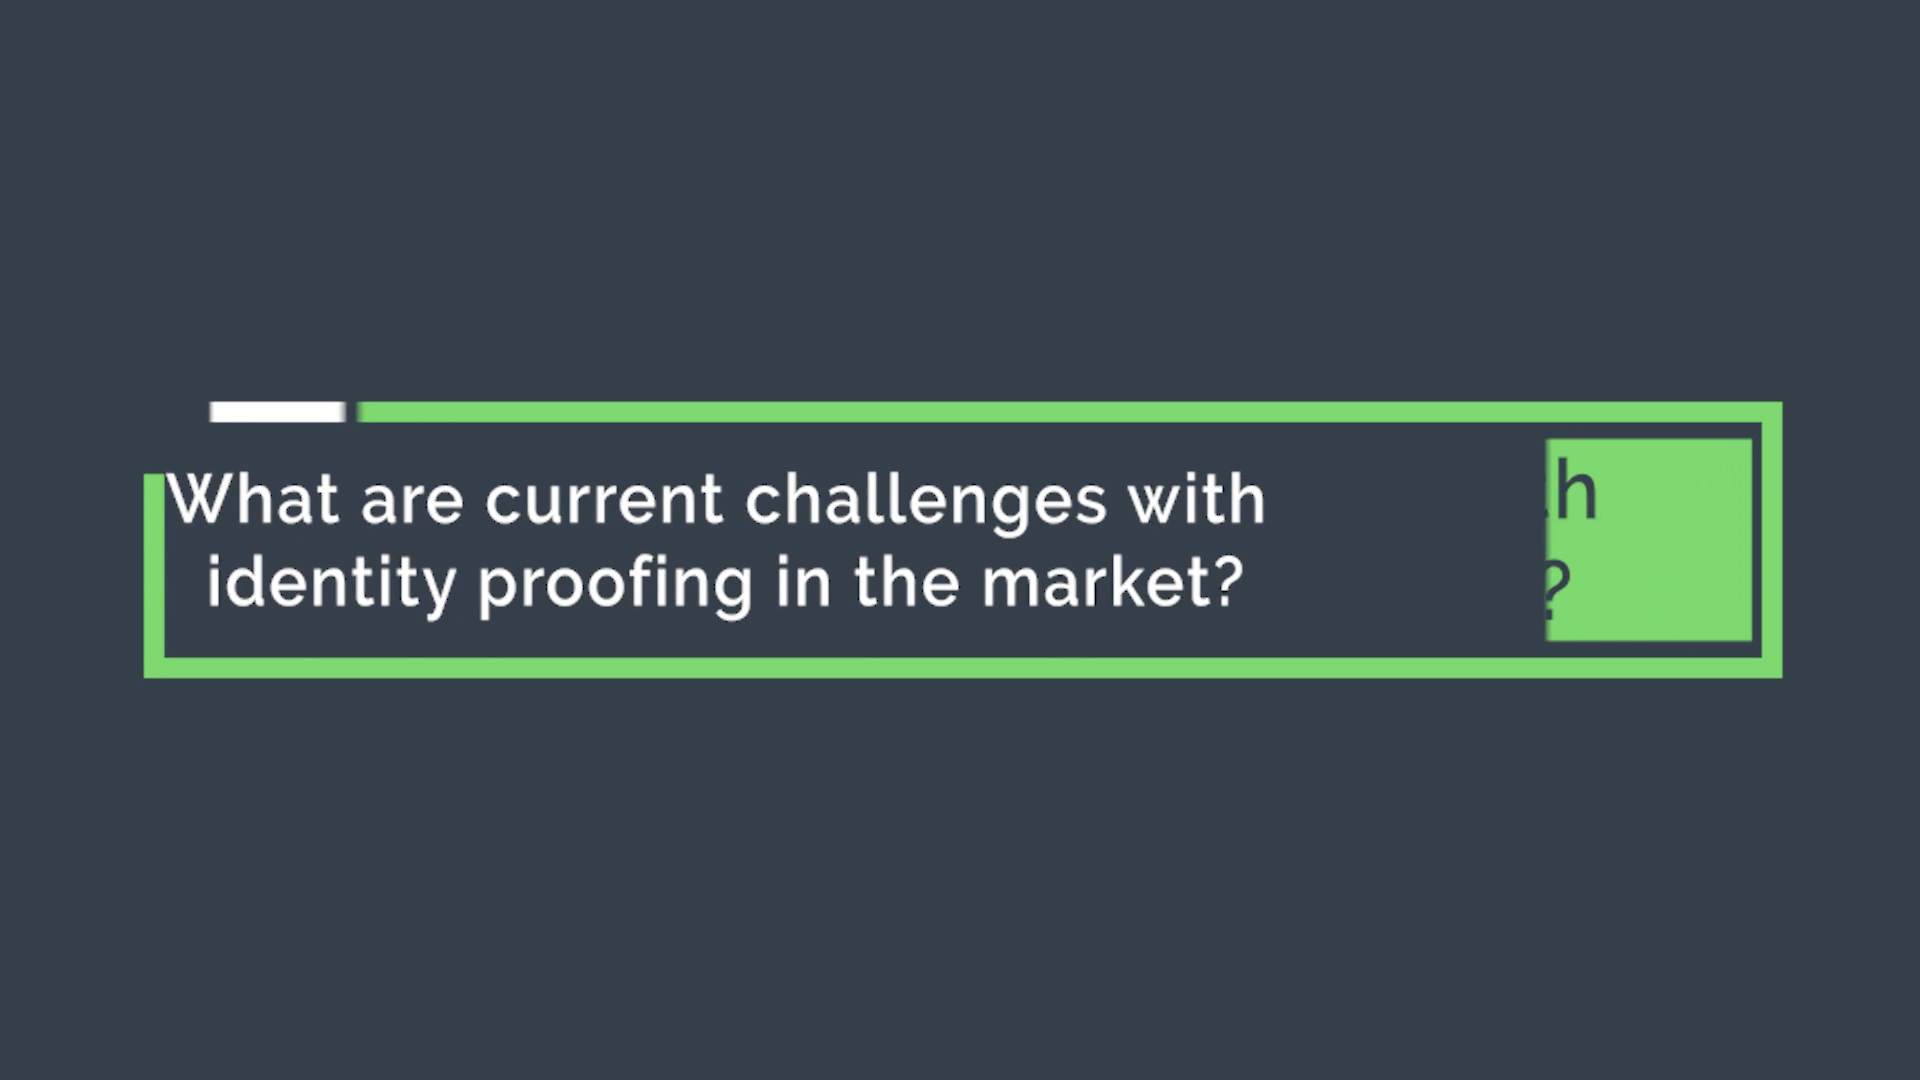 What are current challenges with
identity proofing in the market?
h
?